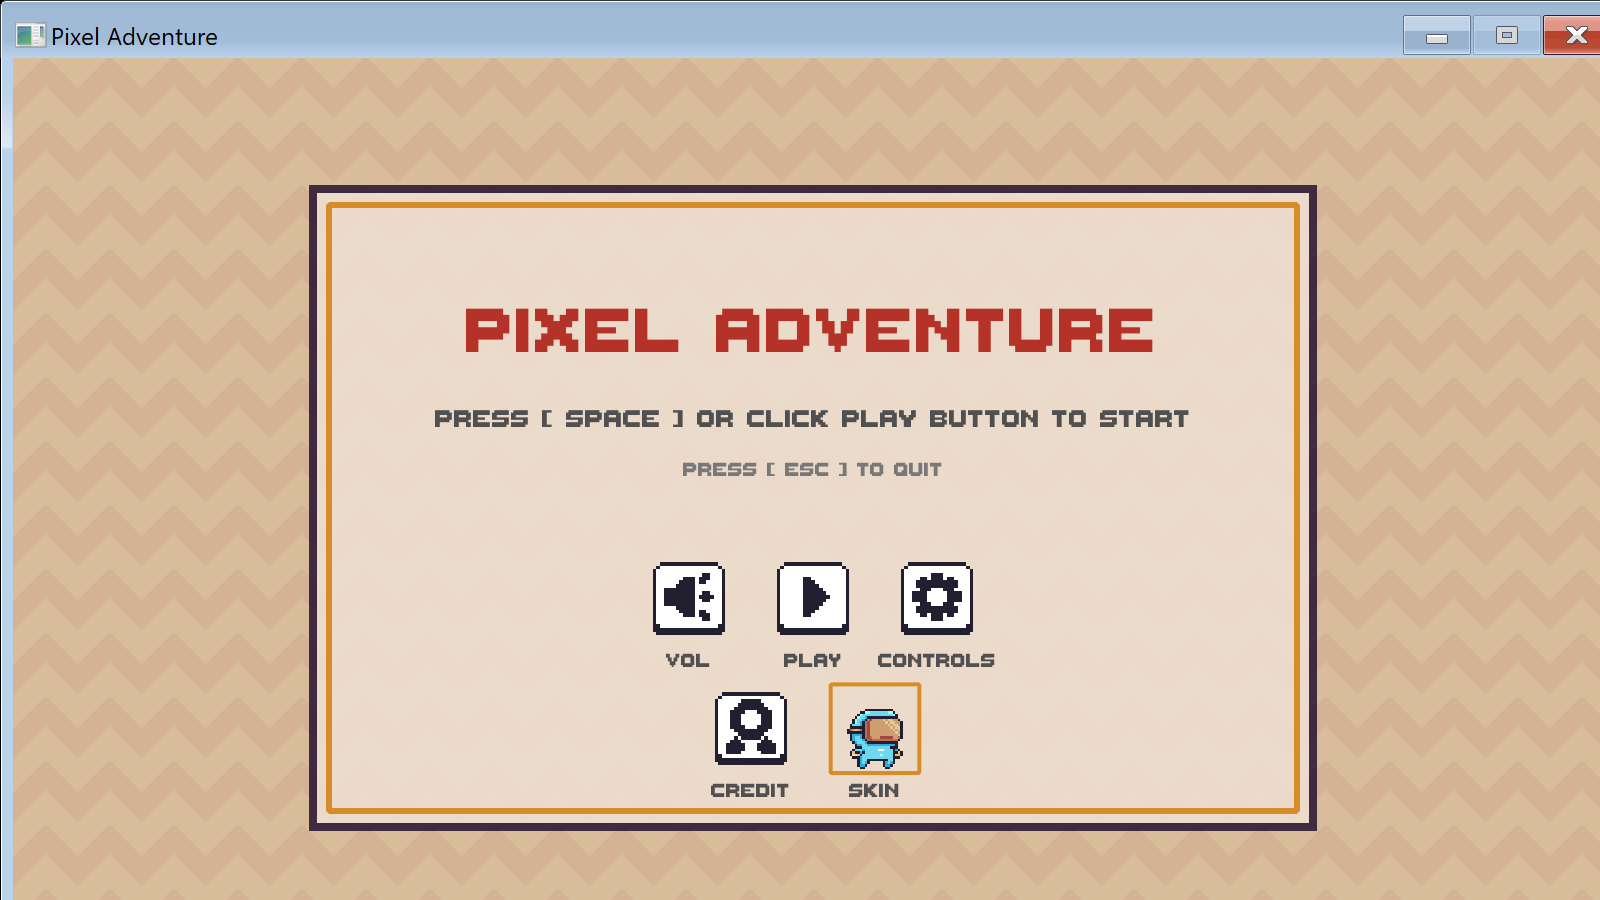 Pixel Adventure
PIXEL ADVENTURE
PRESS [ SPACE ] OR CLICK PLAY BUTTON TO START
PRESS [ ESC ] TO QUIT
VOL PLAY CONTROLS
CREDIT SKIN